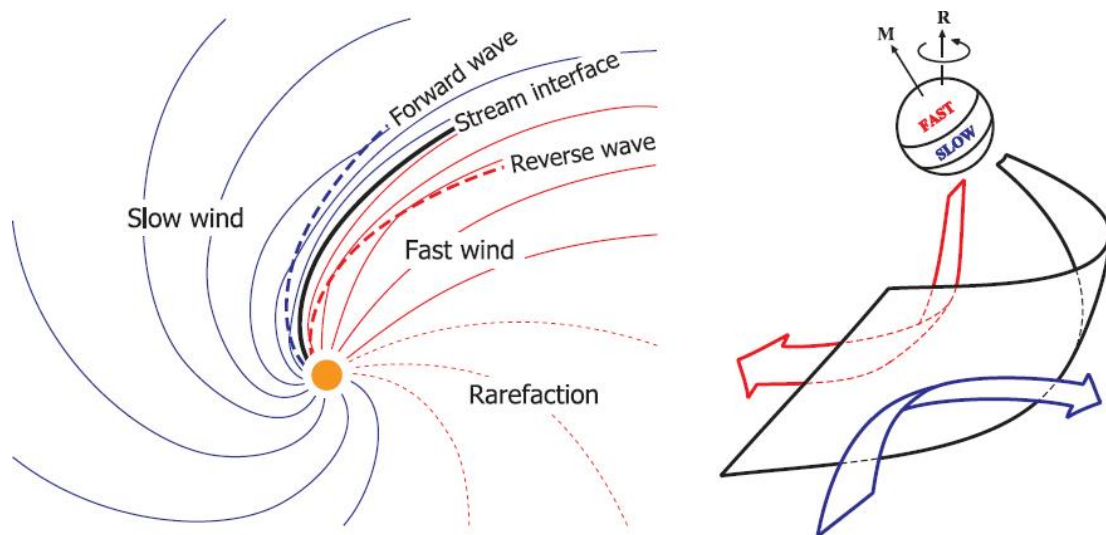 Forward wave
Stream interface
Reverse wave
Slow wind
Fast wind
Rarefaction
R
M
FAST
SLOW